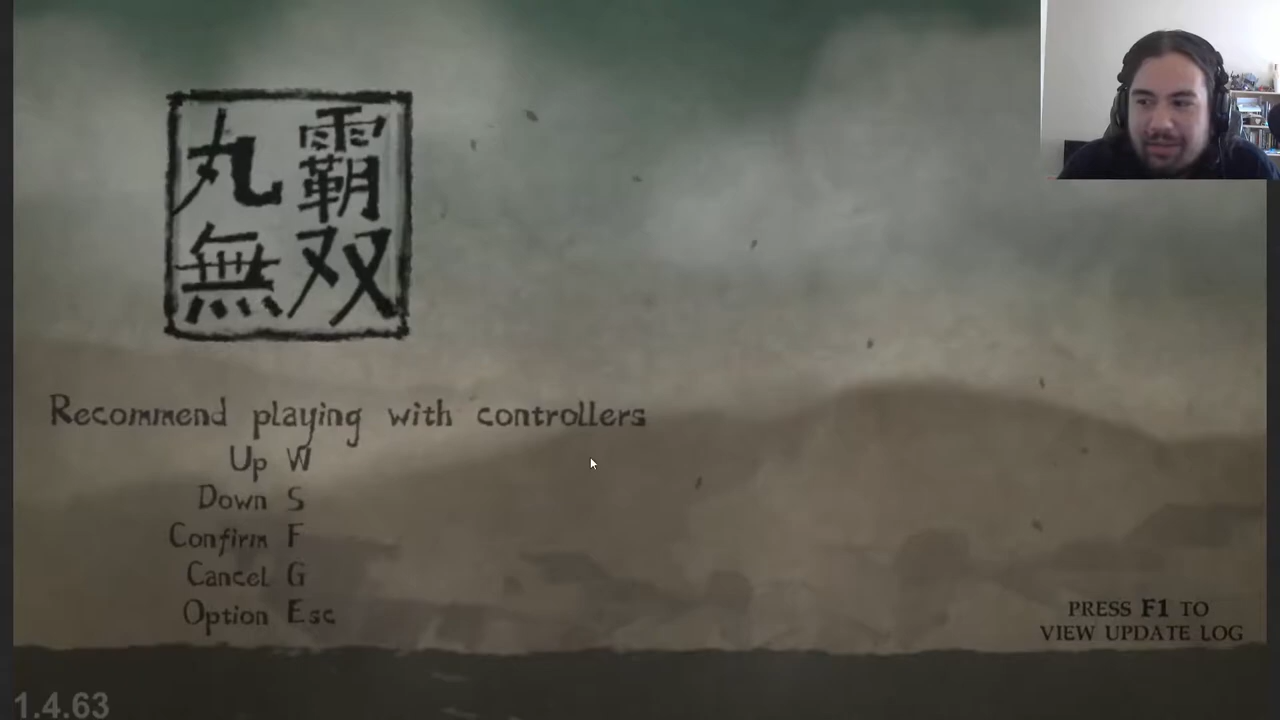 丸霸
無双
Recommend playing with controllers
Up W
Down S
Confirm F
Cancel G
Option Esc
PRESS F1 TO
VIEW UPDATE LOG
1.4.63